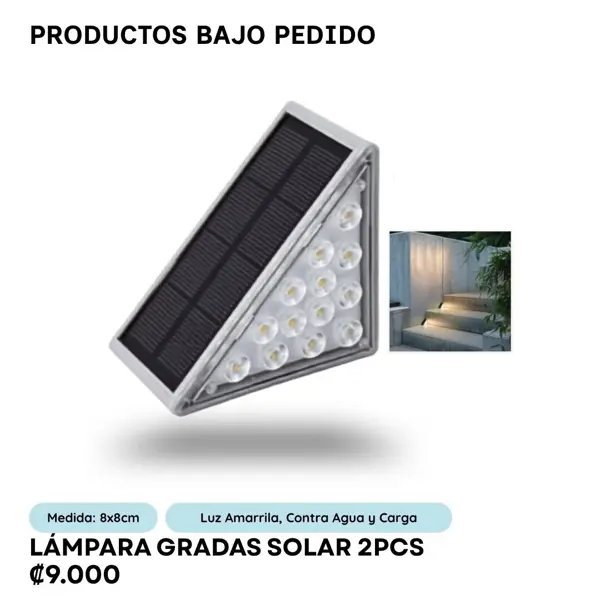 PRODUCTOS BAJO PEDIDO
Medida: 8x8cm
Luz Amarrila, Contra Agua y Carga
LÁMPARA GRADAS SOLAR 2PCS
₡9.000